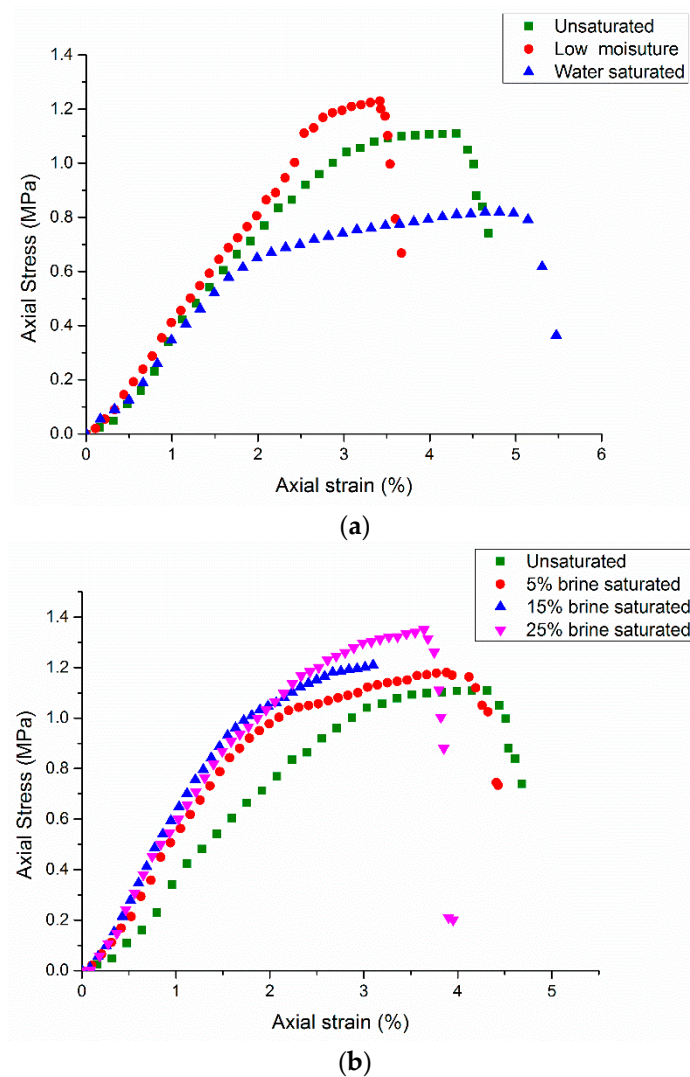 Unsaturated
Low moisuture
Water saturated
1.4
1.2
1.0
0.8
0.6
0.4
0.2
0.0
Axial Stress (MPa)
0 1 2 3 4 5 6
Axial strain (%)
(a)
Unsaturated
5% brine saturated
15% brine saturated
25% brine saturated
1.4
1.2
1.0
0.8
0.6
0.4
0.2
0.0
Axial Stress (MPa)
0 1 2 3 4 5
Axial strain (%)
(b)